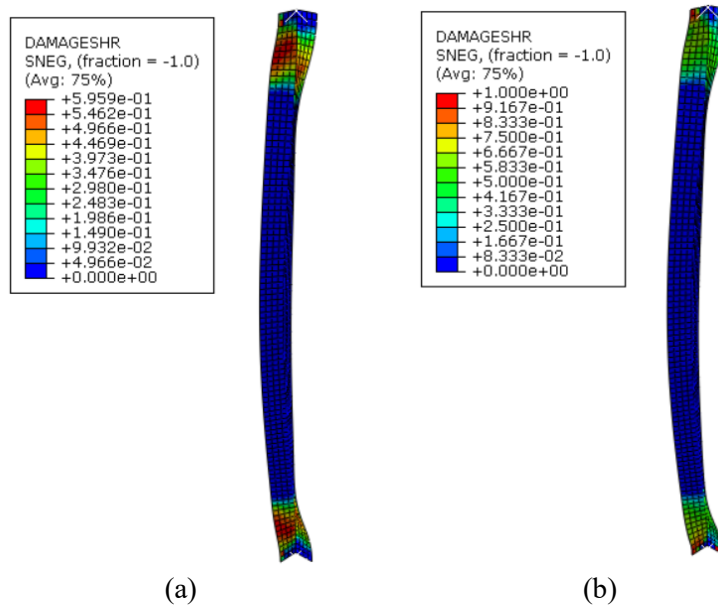 DAMAGESHR
SNEG, (fraction = -1.0)
(Avg: 75%)
+5.959e-01
+5.462e-01
+4.966e-01
+4.469e-01
+3.973e-01
+3.476e-01
+2.980e-01
+2.483e-01
+1.986e-01
+1.490e-01
+9.932e-02
+4.966e-02
+0.000e+00
(a)
DAMAGESHR
SNEG, (fraction = -1.0)
(Avg: 75%)
+1.000e+00
+9.167e-01
+8.333e-01
+7.500e-01
+6.667e-01
+5.833e-01
+5.000e-01
+4.167e-01
+3.333e-01
+2.500e-01
+1.667e-01
+8.333e-02
+0.000e+00
(b)